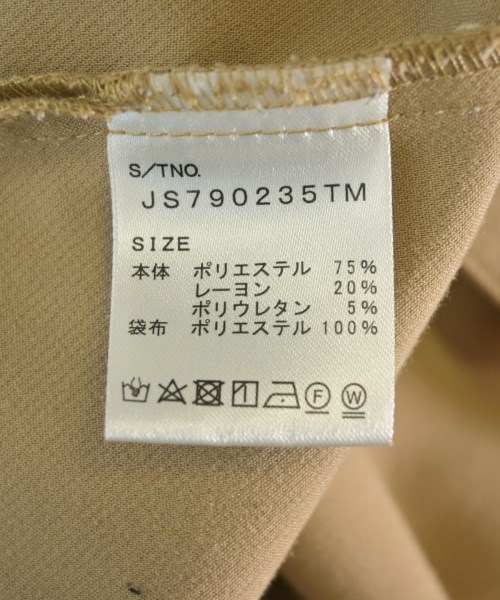 S/TNO.
JS790235TM
SIZE
本体 ポリエステル 75%
レーヨン 20%
ポリウレタン 5%
袋布 ポリエステル 100%
F W